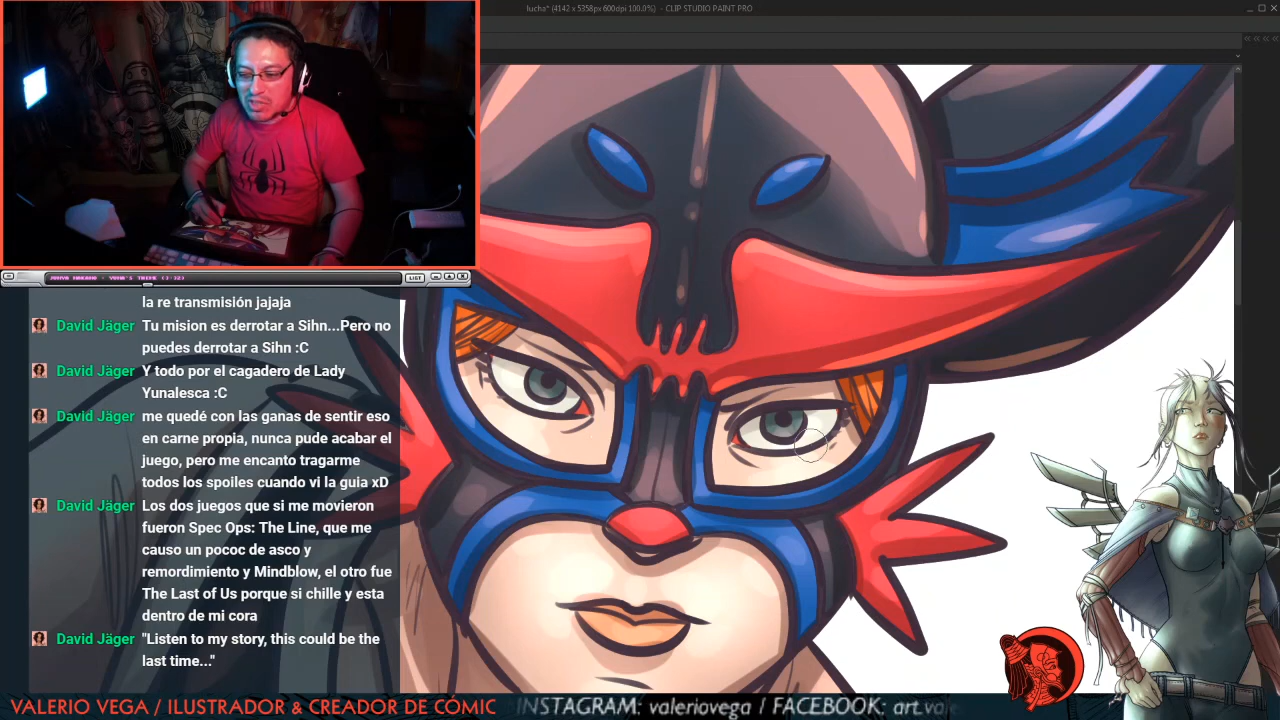 lucha* (4142 x 5358px 600dpi 100.0%) - CLIP STUDIO PAINT PRO
LIST
la re transmisión jajaja
David Jäger Tu mision es derrotar a Sihn...Pero no
puedes derrotar a Sihn :C
David Jäger Y todo por el cagadero de Lady
Yunalesca :C
David Jäger me quedé con las ganas de sentir eso
en carne propia, nunca pude acabar el
juego, pero me encanto tragarme
todos los spoiles cuando vi la guia xD
David Jäger Los dos juegos que si me movieron
fueron Spec Ops: The Line, que me
causo un pococ de asco y
remordimiento y Mindblow, el otro fue
The Last of Us porque si chille y esta
dentro de mi cora
David Jäger "Listen to my story, this could be the
last time..."
VALERIO VEGA / ILUSTRADOR & CREADOR DE CÓMIC INSTAGRAM: valeriovega / FACEBOOK: art.va